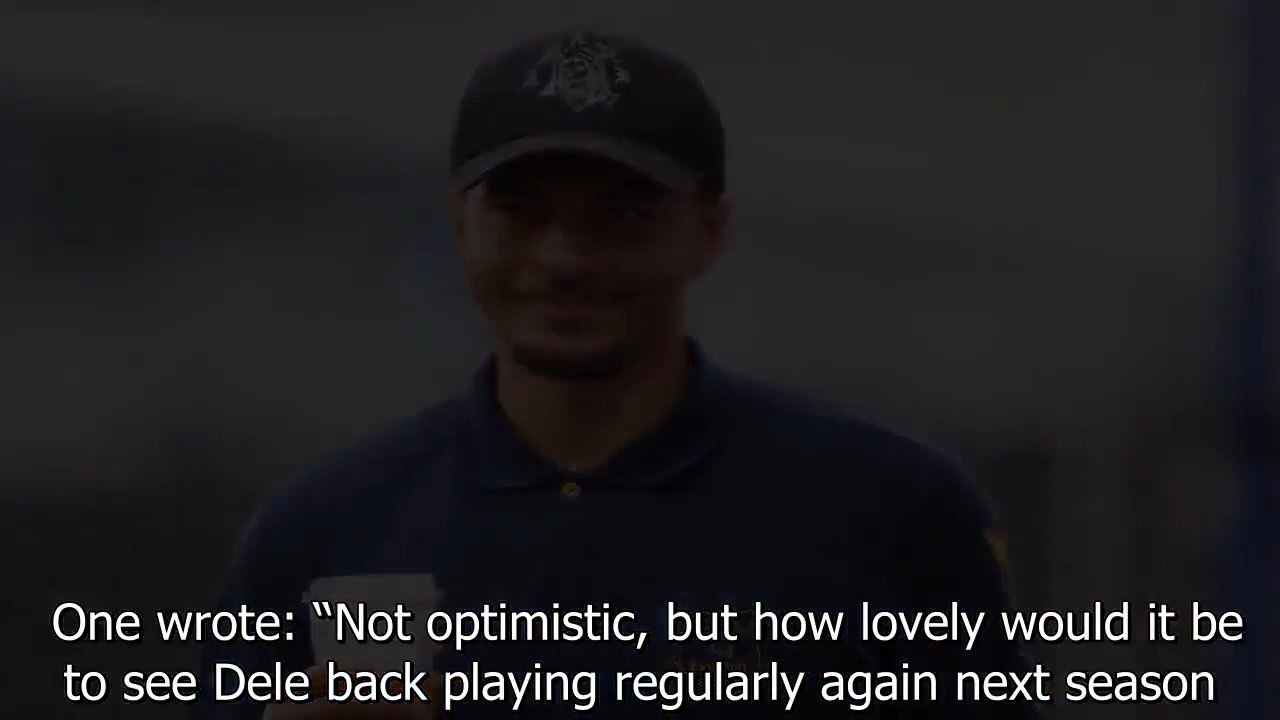 One wrote: “Not optimistic, but how lovely would it be
to see Dele back playing regularly again next season